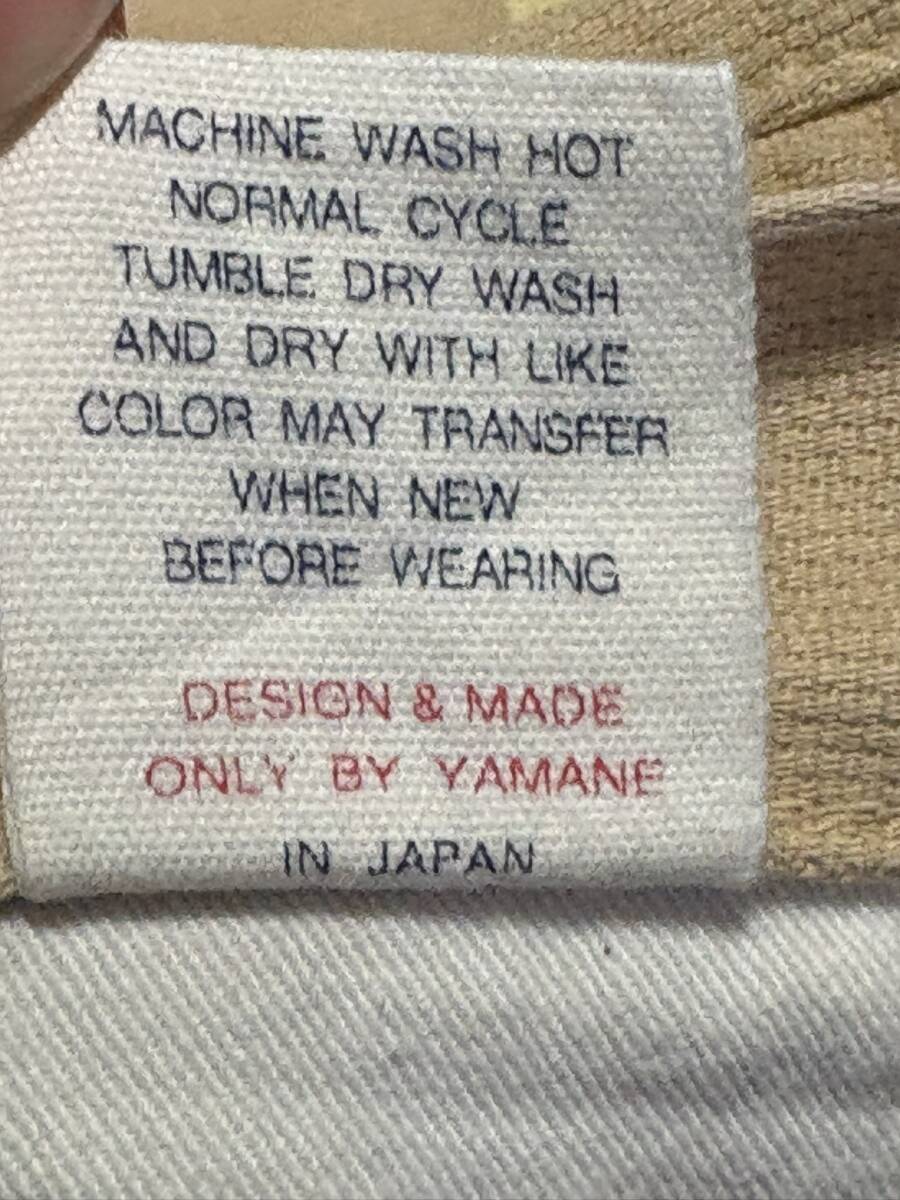 MACHINE WASH HOT
NORMAL CYCLE
TUMBLE DRY WASH
AND DRY WITH LIKE
COLOR MAY TRANSFER
WHEN NEW
BEFORE WEARING
DESIGN & MADE
ONLY BY YAMANE
IN JAPAN